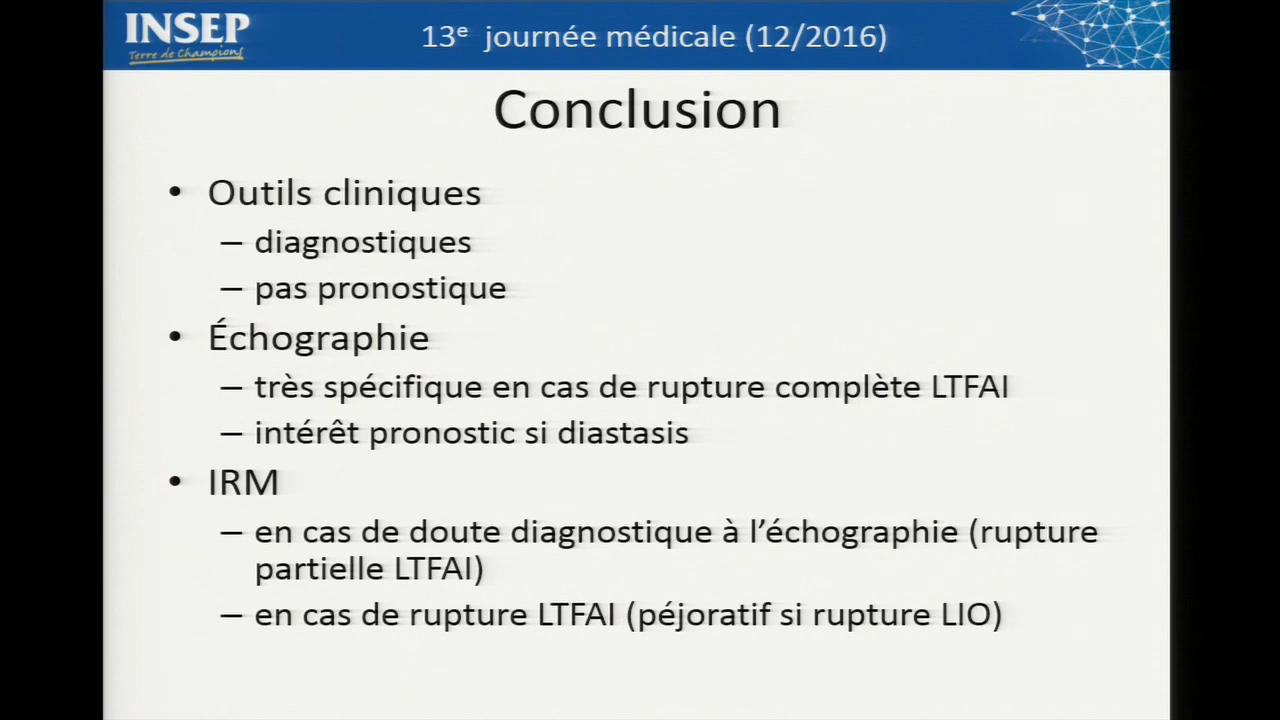 INSEP
Terre de Champions
13e journée médicale (12/2016)
Conclusion
• Outils cliniques
– diagnostiques
– pas pronostique
• Échographie
– très spécifique en cas de rupture complète LTFAI
– intérêt pronostic si diastasis
• IRM
– en cas de doute diagnostique à l’échographie (rupture
partielle LTFAI)
– en cas de rupture LTFAI (péjoratif si rupture LIO)